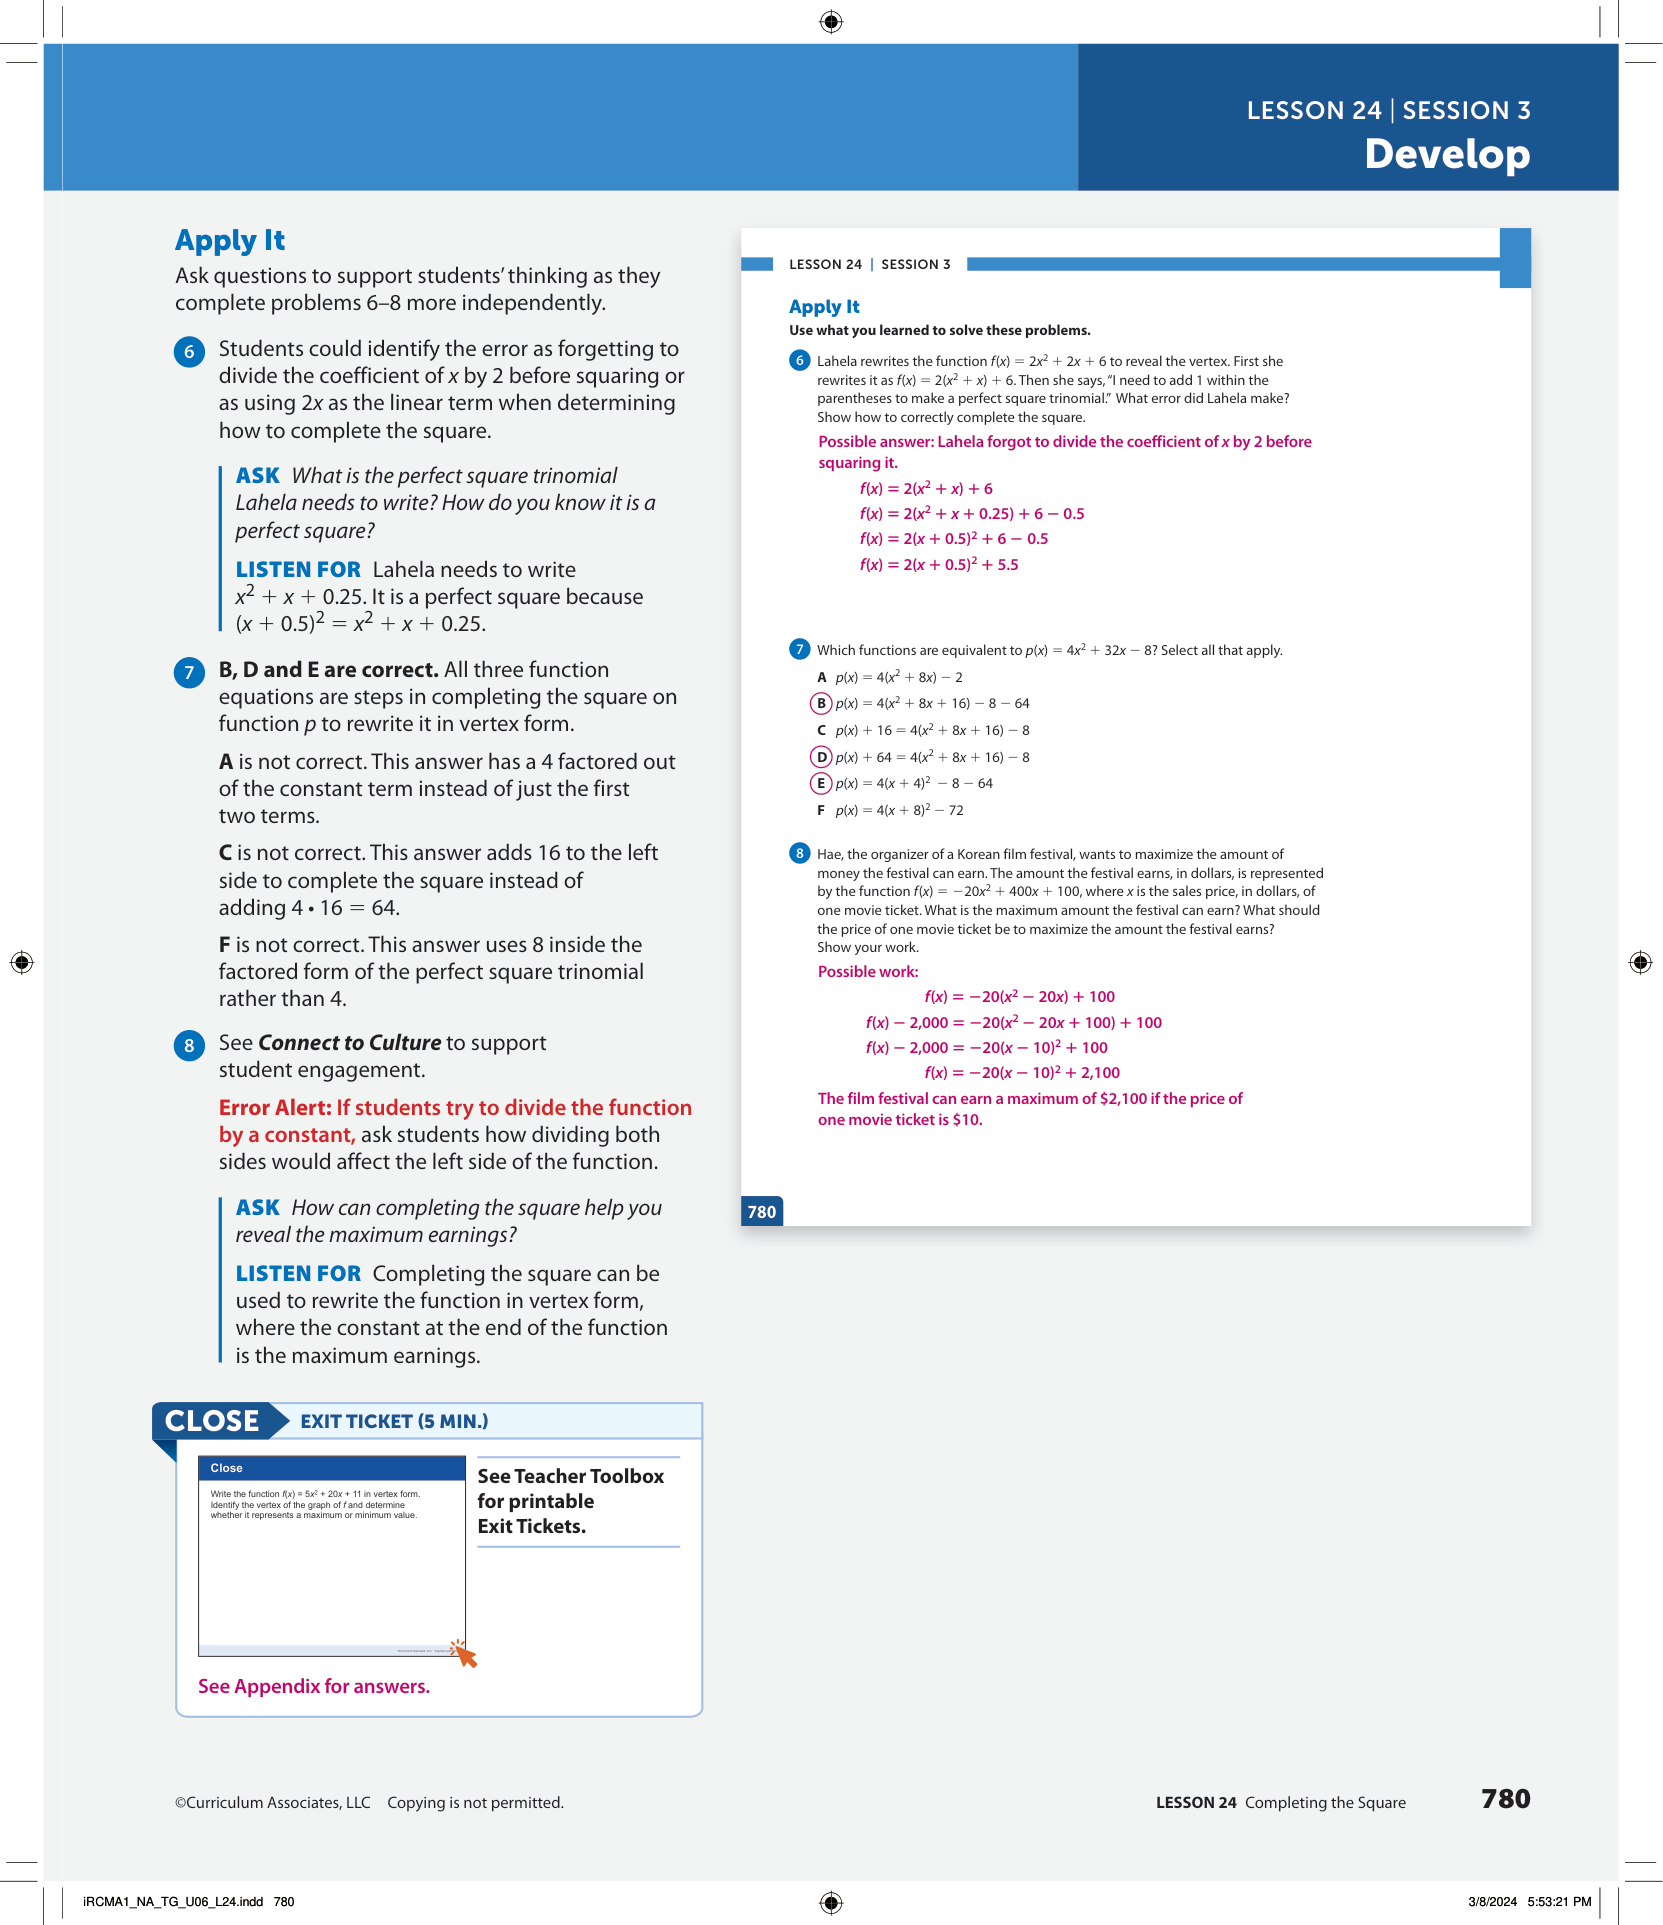 LESSON 24 | SESSION 3
Develop
Apply It
Ask questions to support students’ thinking as they
complete problems 6–8 more independently.
6 Students could identify the error as forgetting to
divide the coefficient of x by 2 before squaring or
as using 2x as the linear term when determining
how to complete the square.
ASK What is the perfect square trinomial
Lahela needs to write? How do you know it is a
perfect square?
LISTEN FOR Lahela needs to write
x² + x + 0.25. It is a perfect square because
(x + 0.5)² = x² + x + 0.25.
7 B, D and E are correct. All three function
equations are steps in completing the square on
function p to rewrite it in vertex form.
A is not correct. This answer has a 4 factored out
of the constant term instead of just the first
two terms.
C is not correct. This answer adds 16 to the left
side to complete the square instead of
adding 4 • 16 = 64.
F is not correct. This answer uses 8 inside the
factored form of the perfect square trinomial
rather than 4.
8 See Connect to Culture to support
student engagement.
Error Alert: If students try to divide the function
by a constant, ask students how dividing both
sides would affect the left side of the function.
ASK How can completing the square help you
reveal the maximum earnings?
LISTEN FOR Completing the square can be
used to rewrite the function in vertex form,
where the constant at the end of the function
is the maximum earnings.
CLOSE EXIT TICKET (5 MIN.)
Close
Write the function f(x) = 5x² + 20x + 11 in vertex form.
Identify the vertex of the graph of f and determine
whether it represents a maximum or minimum value.
See Teacher Toolbox
for printable
Exit Tickets.
See Appendix for answers.
LESSON 24 | SESSION 3
Apply It
Use what you learned to solve these problems.
6 Lahela rewrites the function f(x) = 2x² + 2x + 6 to reveal the vertex. First she
rewrites it as f(x) = 2(x² + x) + 6. Then she says, “I need to add 1 within the
parentheses to make a perfect square trinomial.” What error did Lahela make?
Show how to correctly complete the square.
Possible answer: Lahela forgot to divide the coefficient of x by 2 before
squaring it.
f(x) = 2(x² + x) + 6
f(x) = 2(x² + x + 0.25) + 6 − 0.5
f(x) = 2(x + 0.5)² + 6 − 0.5
f(x) = 2(x + 0.5)² + 5.5
7 Which functions are equivalent to p(x) = 4x² + 32x − 8? Select all that apply.
A p(x) = 4(x² + 8x) − 2
B p(x) = 4(x² + 8x + 16) − 8 − 64
C p(x) + 16 = 4(x² + 8x + 16) − 8
D p(x) + 64 = 4(x² + 8x + 16) − 8
E p(x) = 4(x + 4)² − 8 − 64
F p(x) = 4(x + 8)² − 72
8 Hae, the organizer of a Korean film festival, wants to maximize the amount of
money the festival can earn. The amount the festival earns, in dollars, is represented
by the function f(x) = −20x² + 400x + 100, where x is the sales price, in dollars, of
one movie ticket. What is the maximum amount the festival can earn? What should
the price of one movie ticket be to maximize the amount the festival earns?
Show your work.
Possible work:
f(x) = −20(x² − 20x) + 100
f(x) − 2,000 = −20(x² − 20x + 100) + 100
f(x) − 2,000 = −20(x − 10)² + 100
f(x) = −20(x − 10)² + 2,100
The film festival can earn a maximum of $2,100 if the price of
one movie ticket is $10.
780
©Curriculum Associates, LLC Copying is not permitted.
LESSON 24 Completing the Square 780
iRCMA1_NA_TG_U06_L24.indd 780
3/8/2024 5:53:21 PM